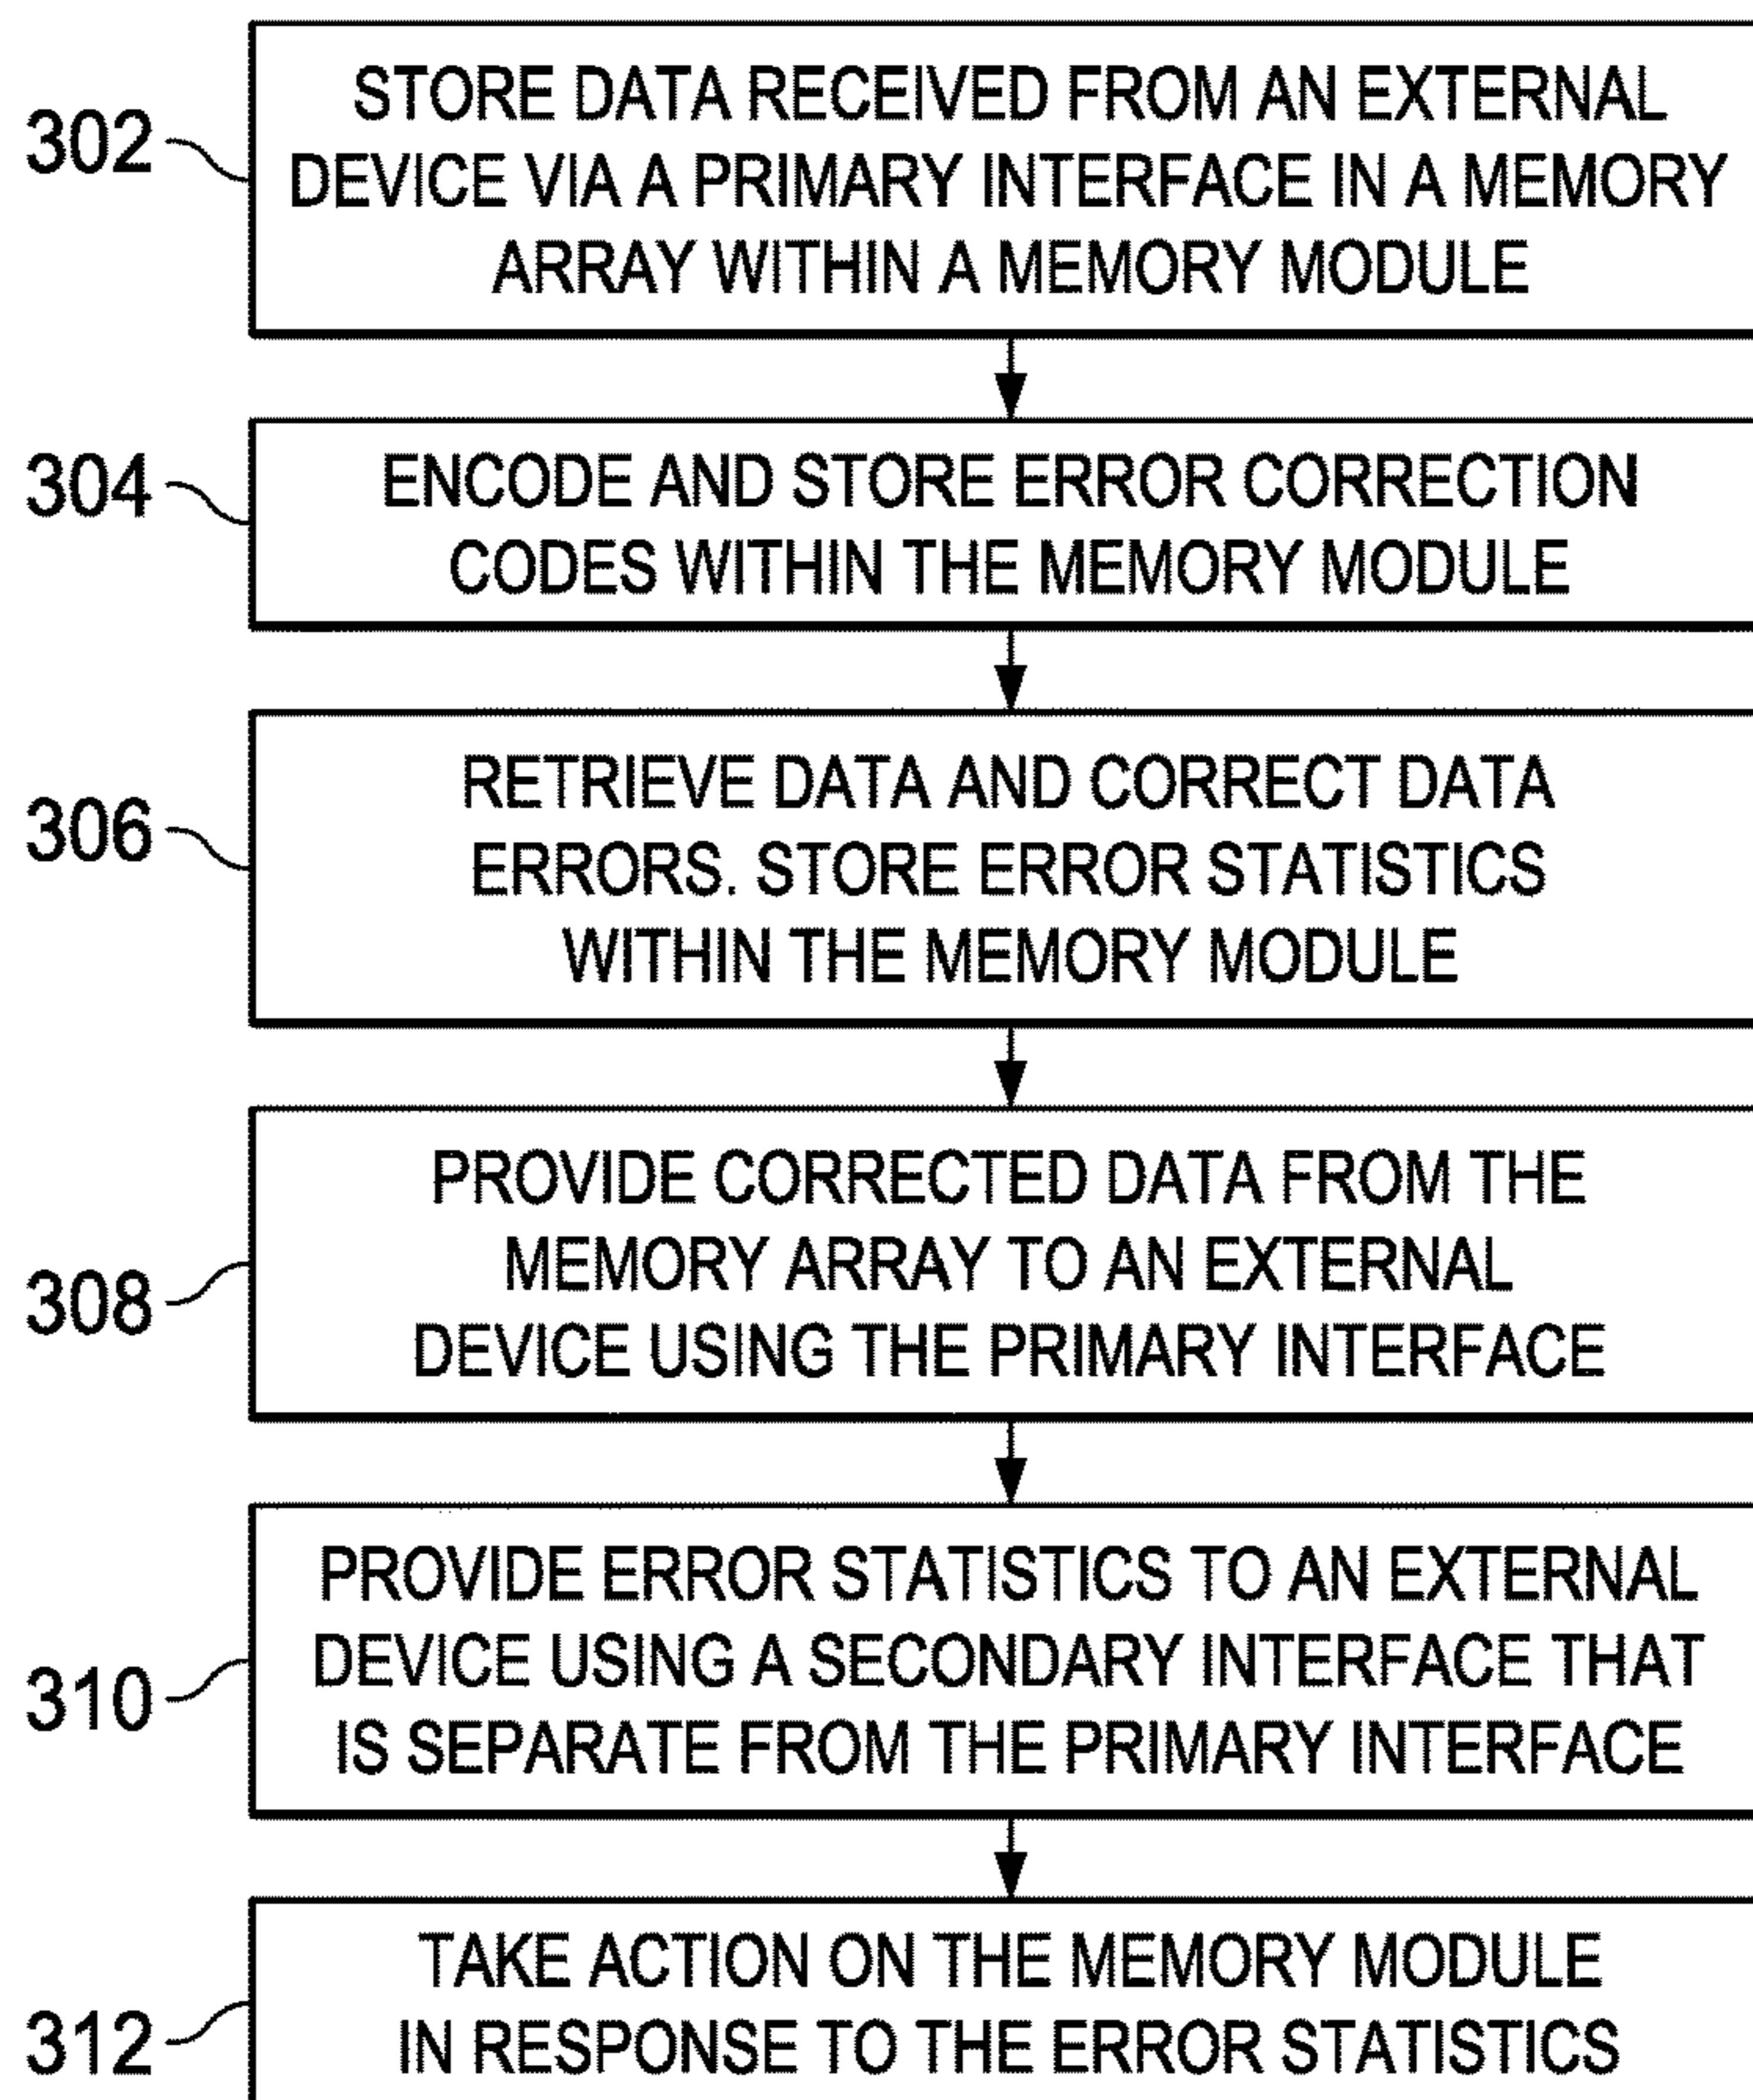 302
STORE DATA RECEIVED FROM AN EXTERNAL
DEVICE VIA A PRIMARY INTERFACE IN A MEMORY
ARRAY WITHIN A MEMORY MODULE
304
ENCODE AND STORE ERROR CORRECTION
CODES WITHIN THE MEMORY MODULE
306
RETRIEVE DATA AND CORRECT DATA
ERRORS. STORE ERROR STATISTICS
WITHIN THE MEMORY MODULE
308
PROVIDE CORRECTED DATA FROM THE
MEMORY ARRAY TO AN EXTERNAL
DEVICE USING THE PRIMARY INTERFACE
310
PROVIDE ERROR STATISTICS TO AN EXTERNAL
DEVICE USING A SECONDARY INTERFACE THAT
IS SEPARATE FROM THE PRIMARY INTERFACE
312
TAKE ACTION ON THE MEMORY MODULE
IN RESPONSE TO THE ERROR STATISTICS